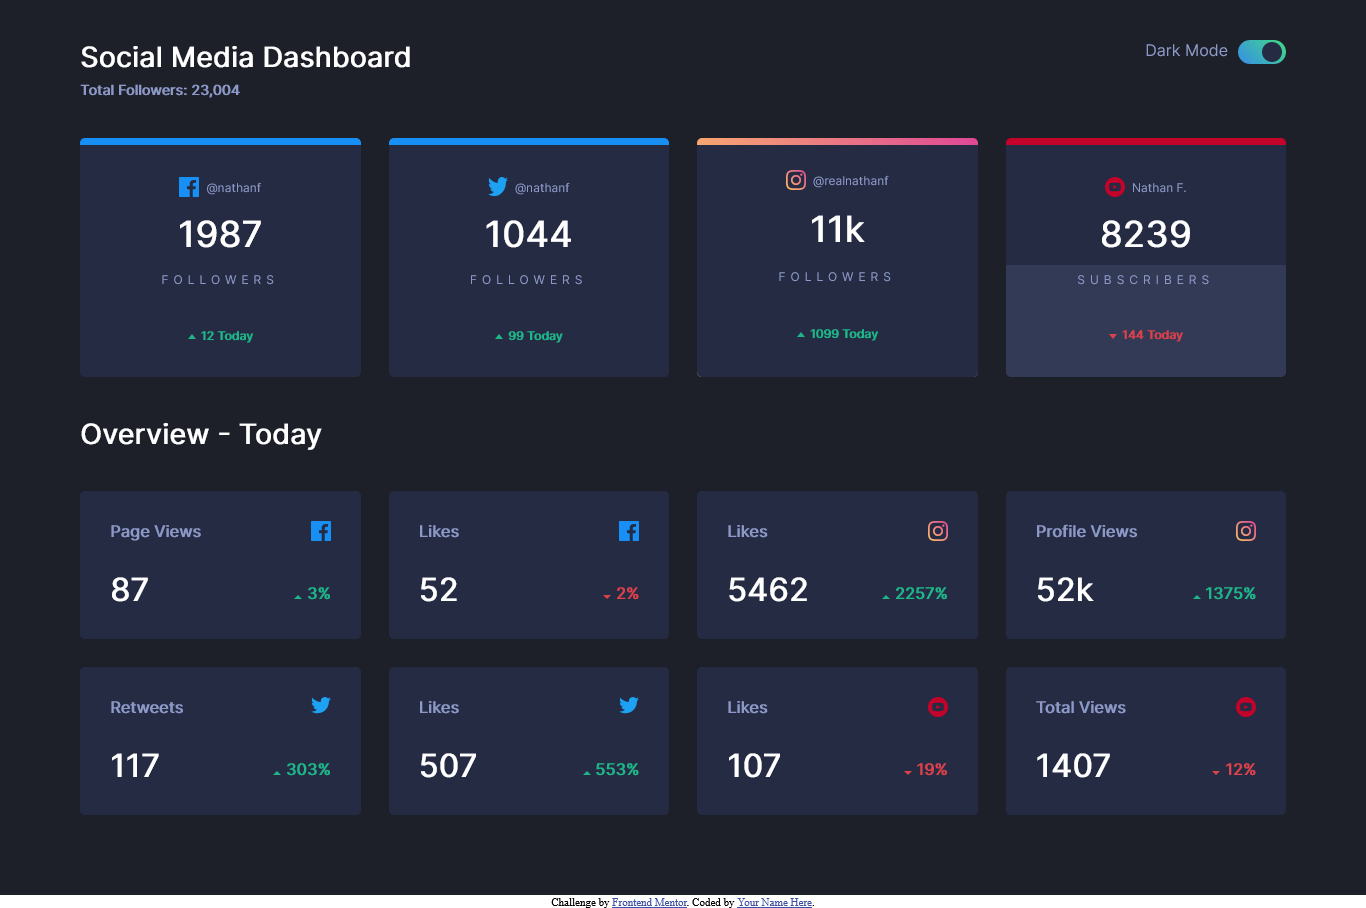 Social Media Dashboard
Dark Mode
Total Followers: 23,004
@nathanf
1987
FOLLOWERS
12 Today
@nathanf
1044
FOLLOWERS
99 Today
@realnathanf
11k
FOLLOWERS
1099 Today
Nathan F.
8239
SUBSCRIBERS
144 Today
Overview - Today
Page Views
87
3%
Likes
52
2%
Likes
5462
2257%
Profile Views
52k
1375%
Retweets
117
303%
Likes
507
553%
Likes
107
19%
Total Views
1407
12%
Challenge by Frontend Mentor. Coded by Your Name Here.